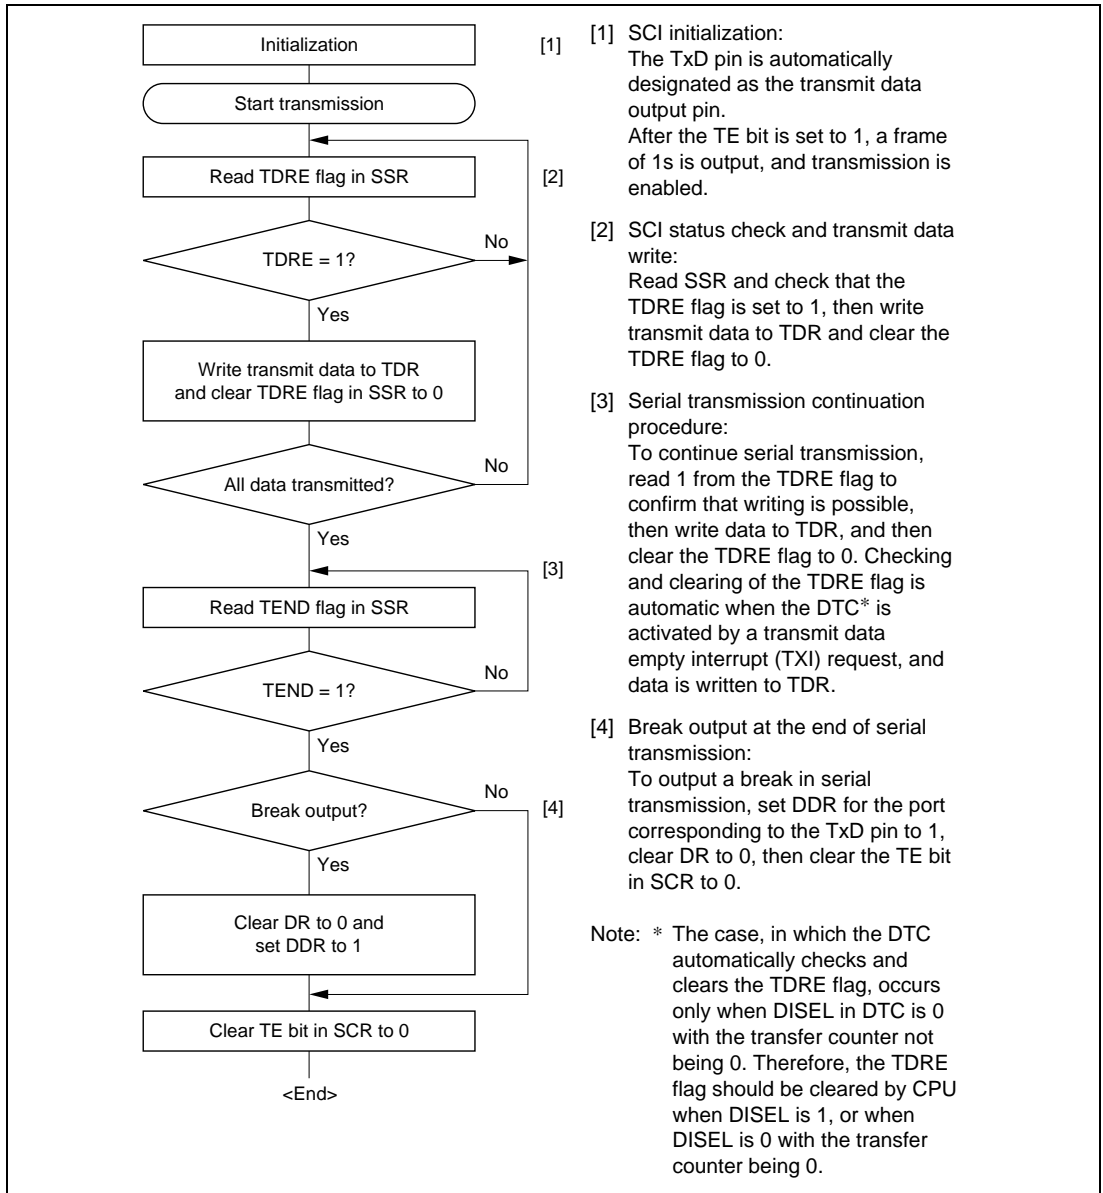 Initialization
[1]
Start transmission
Read TDRE flag in SSR
[2]
TDRE = 1?
No
Yes
Write transmit data to TDR
and clear TDRE flag in SSR to 0
All data transmitted?
No
Yes
[3]
Read TEND flag in SSR
TEND = 1?
No
Yes
Break output?
No
[4]
Yes
Clear DR to 0 and
set DDR to 1
Clear TE bit in SCR to 0
<End>
[1] SCI initialization:
The TxD pin is automatically
designated as the transmit data
output pin.
After the TE bit is set to 1, a frame
of 1s is output, and transmission is
enabled.
[2] SCI status check and transmit data
write:
Read SSR and check that the
TDRE flag is set to 1, then write
transmit data to TDR and clear the
TDRE flag to 0.
[3] Serial transmission continuation
procedure:
To continue serial transmission,
read 1 from the TDRE flag to
confirm that writing is possible,
then write data to TDR, and then
clear the TDRE flag to 0. Checking
and clearing of the TDRE flag is
automatic when the DTC* is
activated by a transmit data
empty interrupt (TXI) request, and
data is written to TDR.
[4] Break output at the end of serial
transmission:
To output a break in serial
transmission, set DDR for the port
corresponding to the TxD pin to 1,
clear DR to 0, then clear the TE bit
in SCR to 0.
Note: * The case, in which the DTC
automatically checks and
clears the TDRE flag, occurs
only when DISEL in DTC is 0
with the transfer counter not
being 0. Therefore, the TDRE
flag should be cleared by CPU
when DISEL is 1, or when
DISEL is 0 with the transfer
counter being 0.